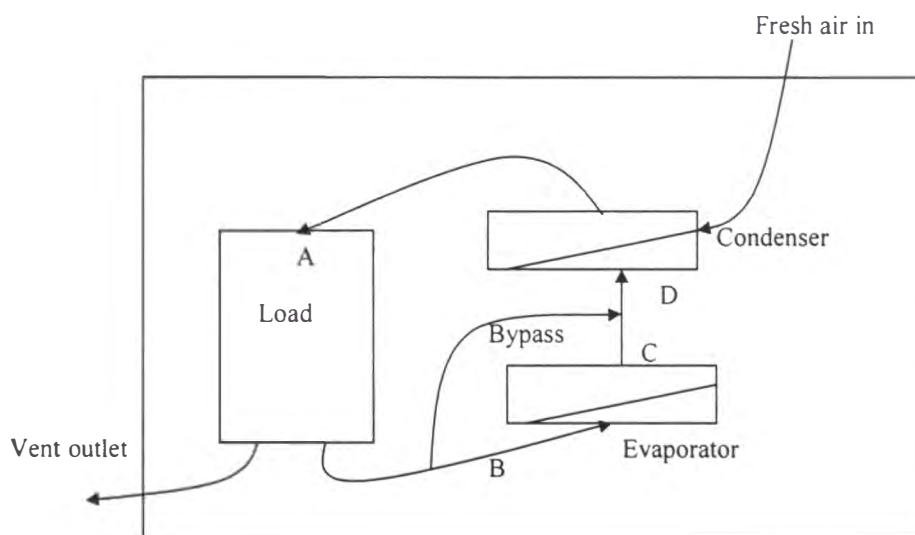 Fresh air in
Condenser
A
D
Load
Bypass
C
Vent outlet
Evaporator
B